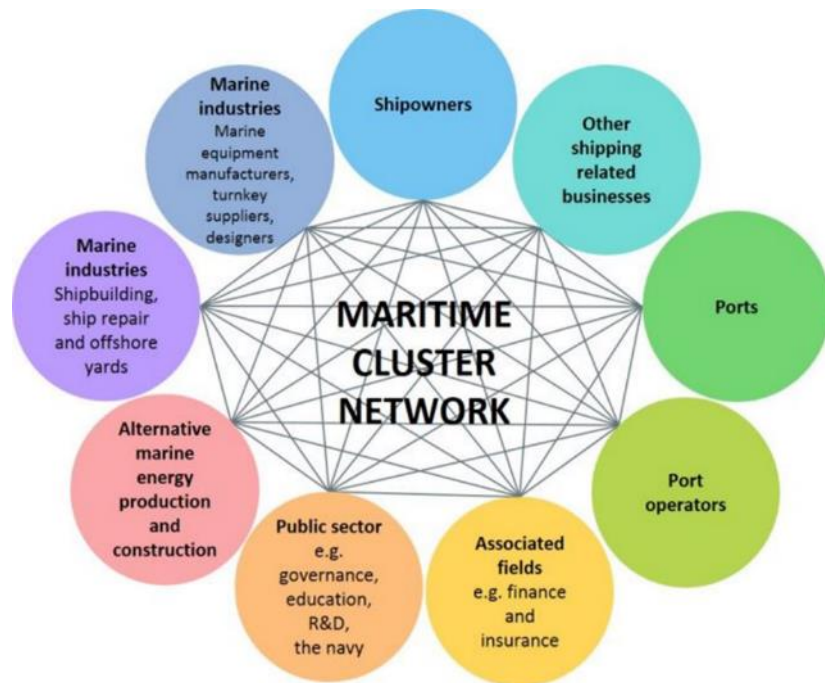 Shipowners
Other
shipping
related
businesses
Ports
Port
operators
Associated
fields
e.g. finance
and
insurance
Public sector
e.g.
governance,
education,
R&D,
the navy
Alternative
marine
energy
production
and
construction
Marine
industries
Shipbuilding,
ship repair
and offshore
yards
Marine
industries
Marine
equipment
manufacturers,
turnkey
suppliers,
designers
MARITIME
CLUSTER
NETWORK